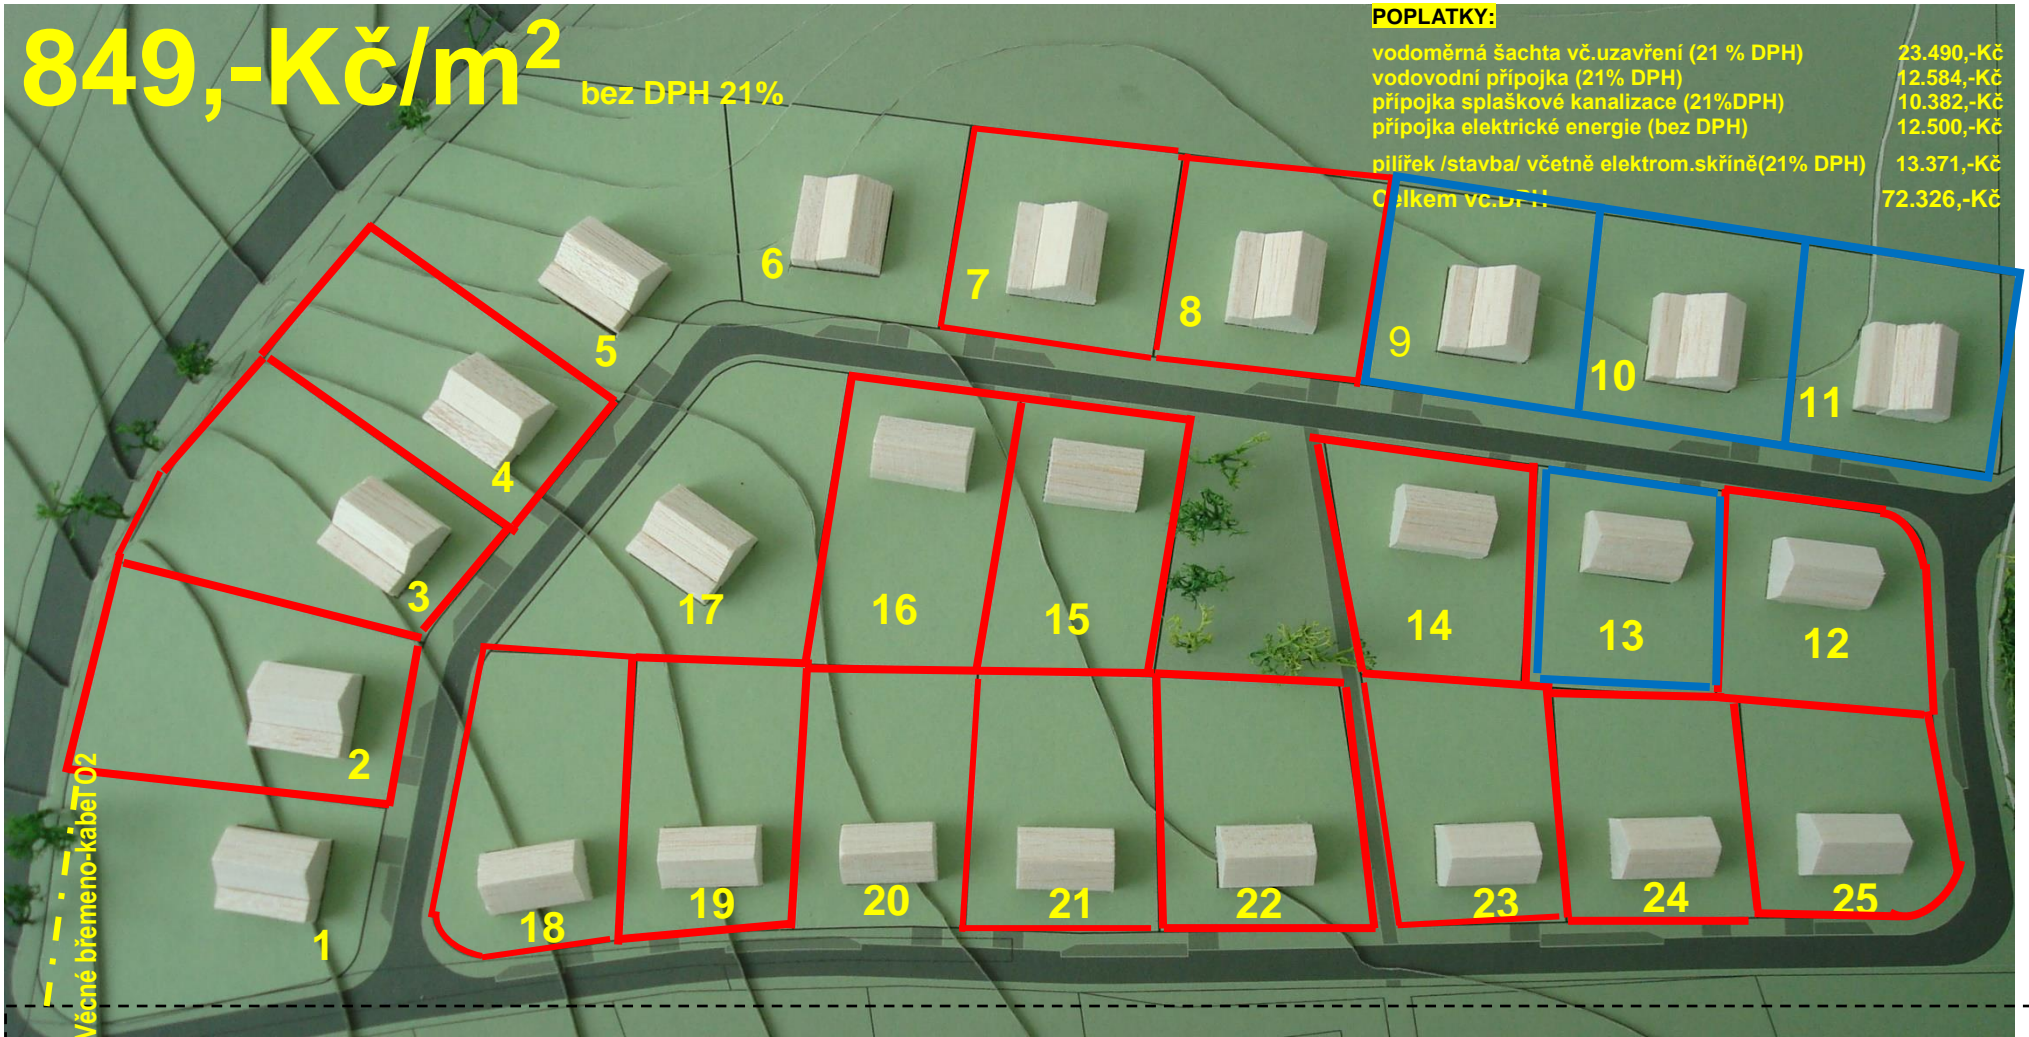 849,-Kč/m²
bez DPH 21%
POPLATKY:
vodoměrná šachta vč.uzavření (21 % DPH) 23.490,-Kč
vodovodní přípojka (21% DPH) 12.584,-Kč
přípojka splaškové kanalizace (21%DPH) 10.382,-Kč
přípojka elektrické energie (bez DPH) 12.500,-Kč
pilířek /stavba/ včetně elektrom.skříně(21% DPH) 13.371,-Kč
Celkem vč.DPH 72.326,-Kč
6
7
8
5
9
10
11
4
3
17
16
15
14
13
12
2
1
18
19
20
21
22
23
24
25
Věcné břemeno-kabelTO2